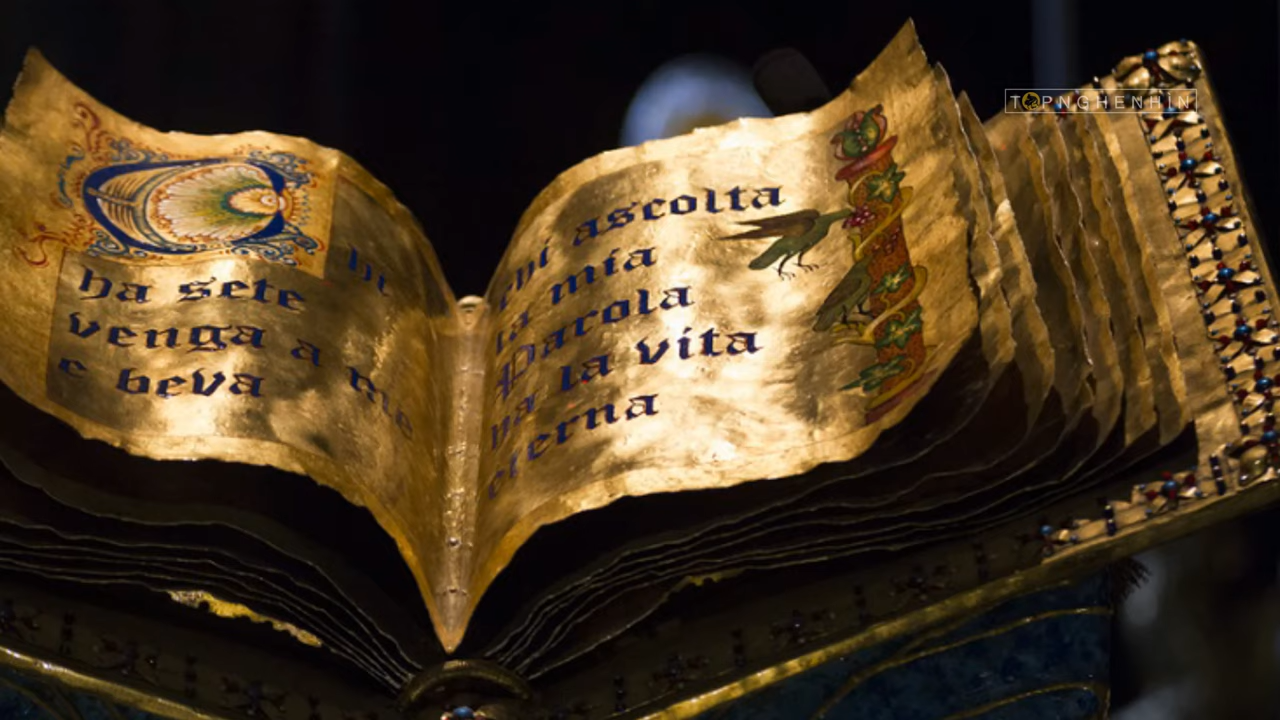 Chi
ha sete
venga a me
e beva
chi ascolta
la mia
Parola
ha la vita
eterna
TOPNGHENHIN